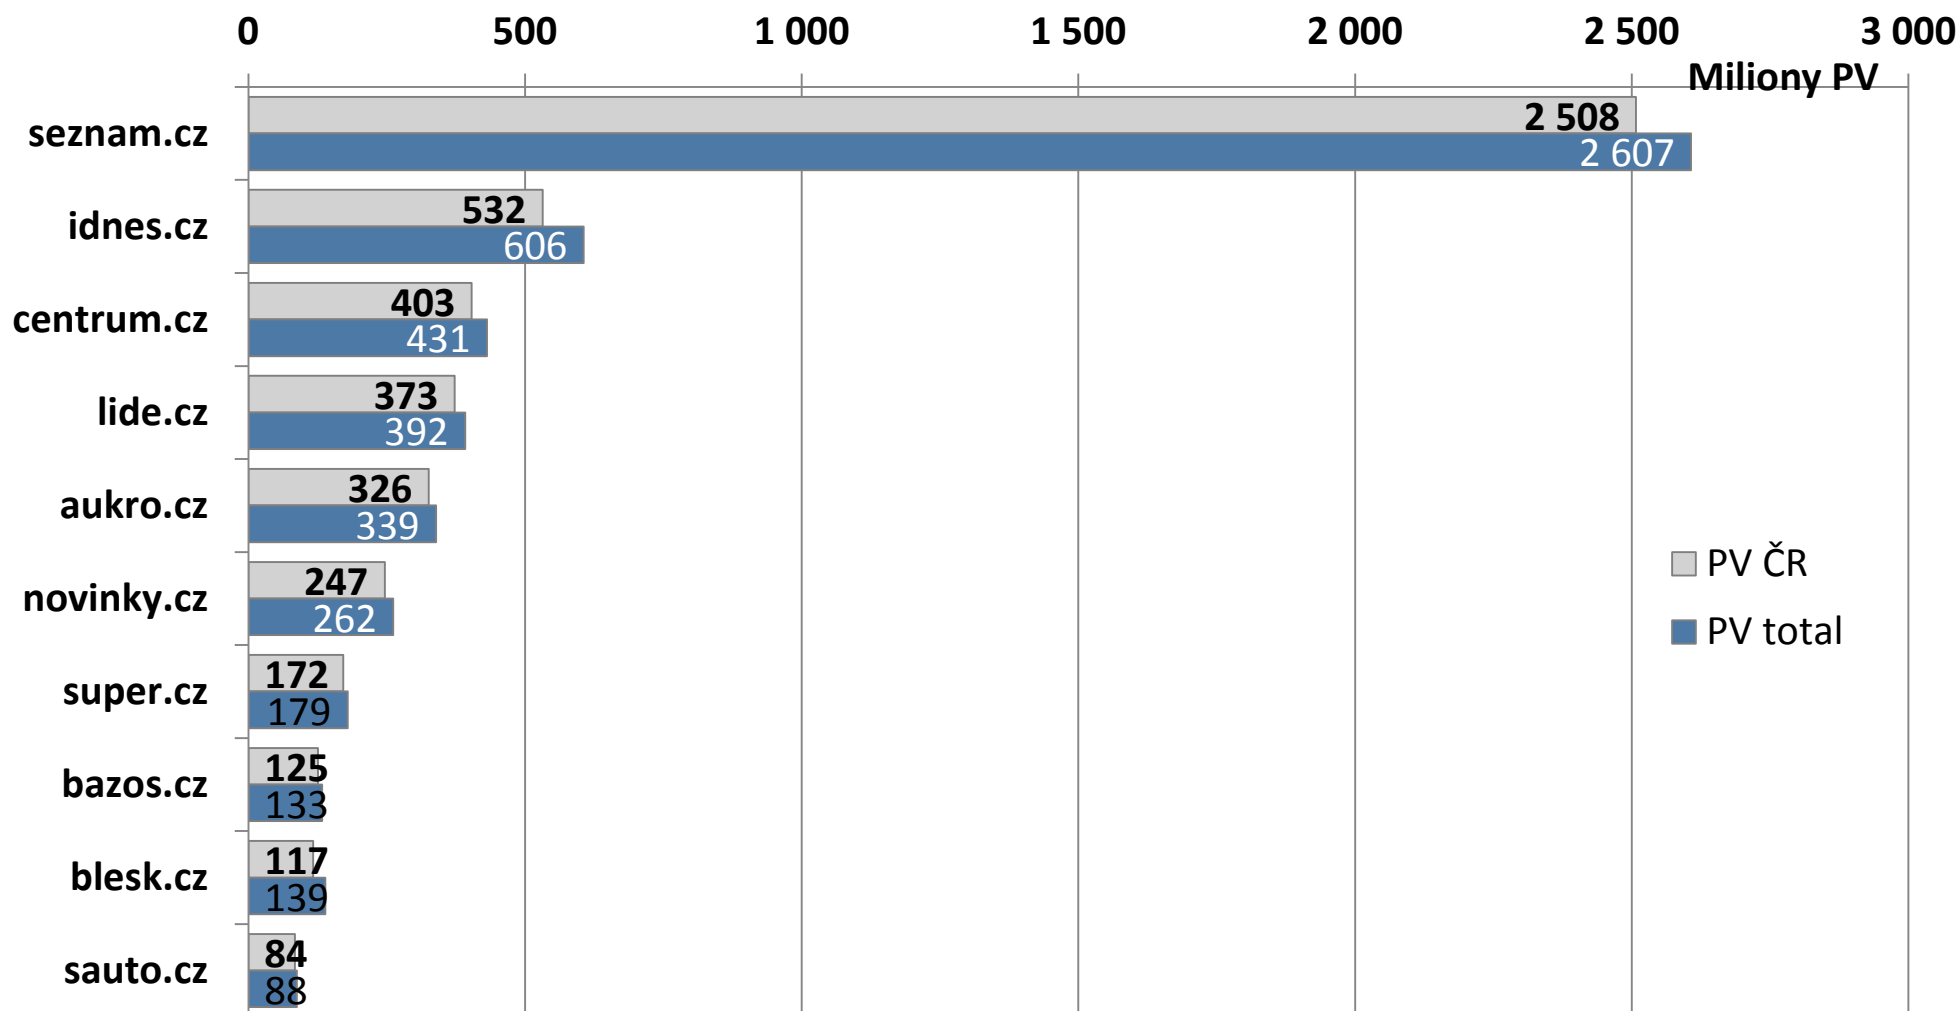 0 500 1 000 1 500 2 000 2 500 3 000
Miliony PV
seznam.cz
2 508
2 607
idnes.cz
532
606
centrum.cz
403
431
lide.cz
373
392
aukro.cz
326
339
novinky.cz
247
262
super.cz
172
179
bazos.cz
125
133
blesk.cz
117
139
sauto.cz
84
88
PV ČR
PV total